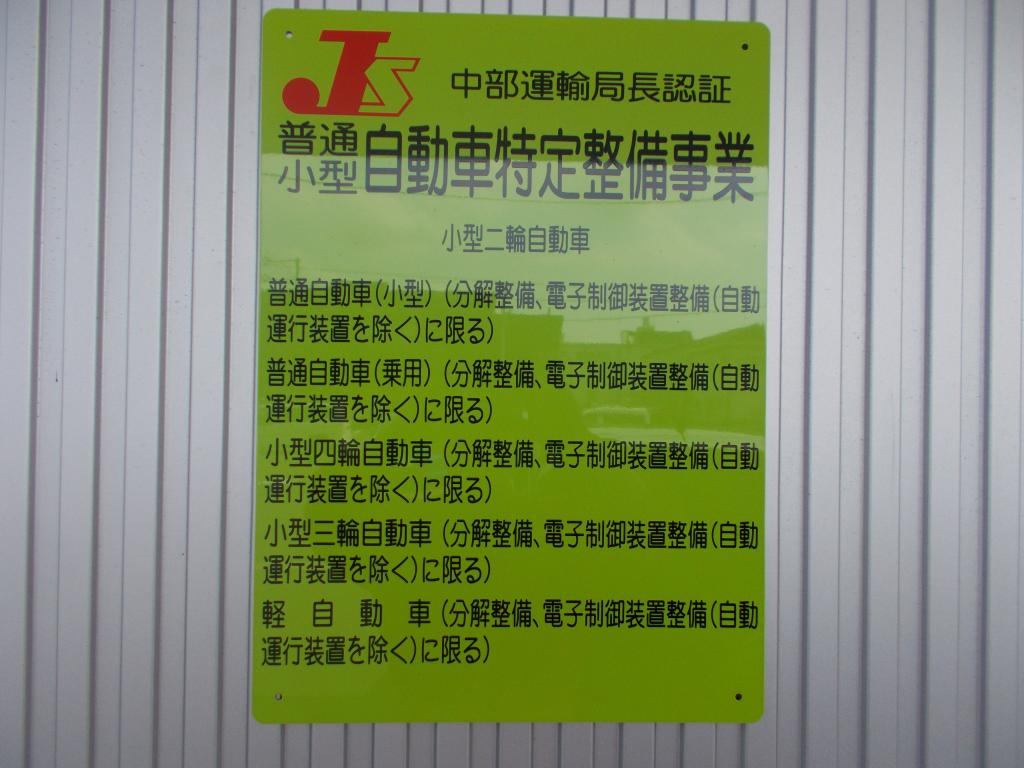 JS
中部運輸局長認証
普通
小型
自動車特定整備事業
小型二輪自動車
普通自動車(小型)(分解整備、電子制御装置整備(自動
運行装置を除く)に限る)
普通自動車(乗用)(分解整備、電子制御装置整備(自動
運行装置を除く)に限る)
小型四輪自動車(分解整備、電子制御装置整備(自動
運行装置を除く)に限る)
小型三輪自動車(分解整備、電子制御装置整備(自動
運行装置を除く)に限る)
軽自動車(分解整備、電子制御装置整備(自動
運行装置を除く)に限る)